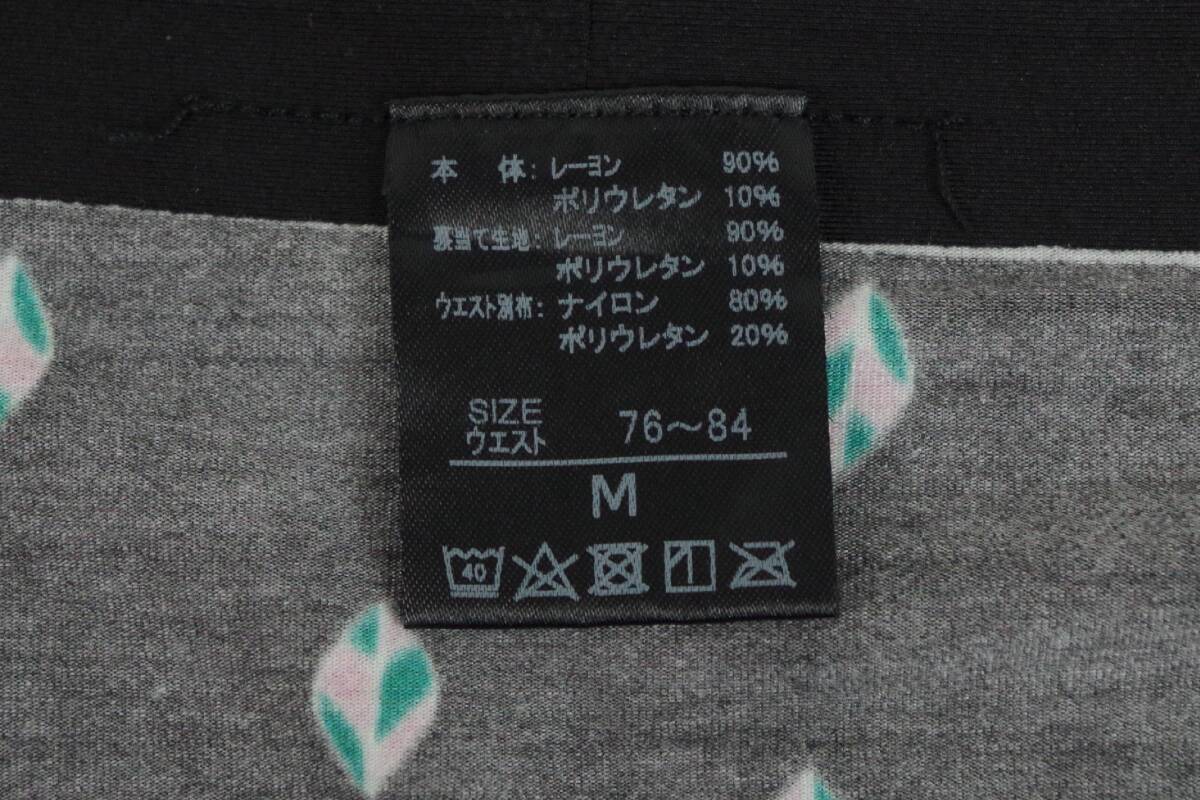 本 体: レーヨン 90%
ポリウレタン 10%
裏当て生地: レーヨン 90%
ポリウレタン 10%
ウエスト別布: ナイロン 80%
ポリウレタン 20%
SIZE
ウエスト 76～84
M
40